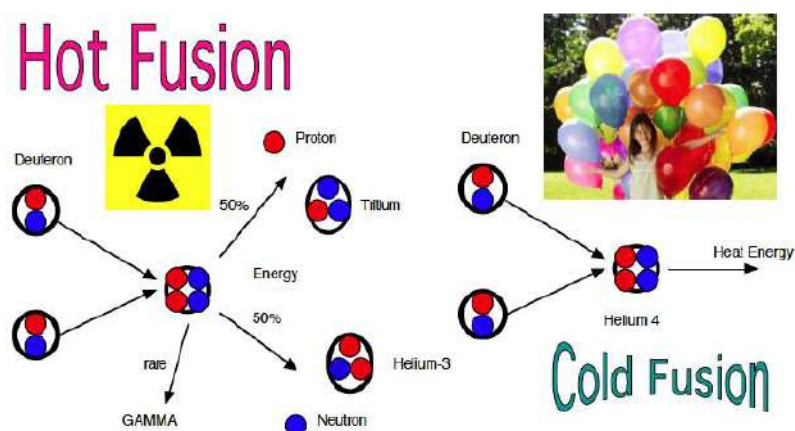 Hot Fusion
Deuteron
50%
Proton
Tritium
Energy
50%
rare
GAMMA
Helium-3
Neutron
Deuteron
Heat Energy
Helium 4
Cold Fusion